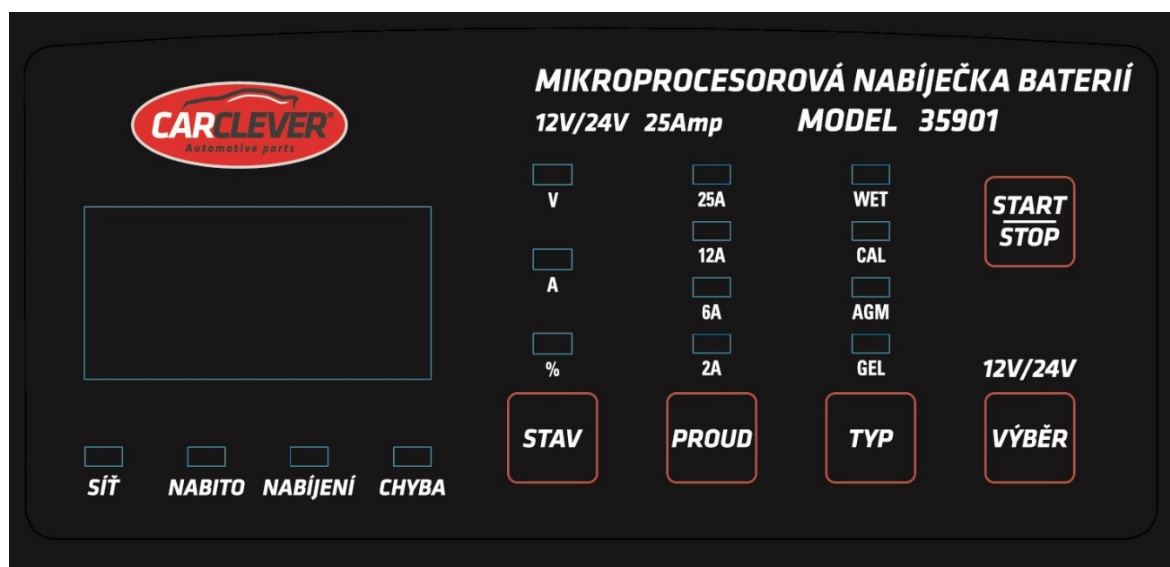 CARCLEVER®
Automotive parts
MIKROPROCESOROVÁ NABÍJEČKA BATERIÍ
12V/24V 25Amp MODEL 35901
V
A
%
STAV
25A
12A
6A
2A
PROUD
WET
CAL
AGM
GEL
TYP
START
STOP
12V/24V
VÝBĚR
SÍŤ NABITO NABÍJENÍ CHYBA